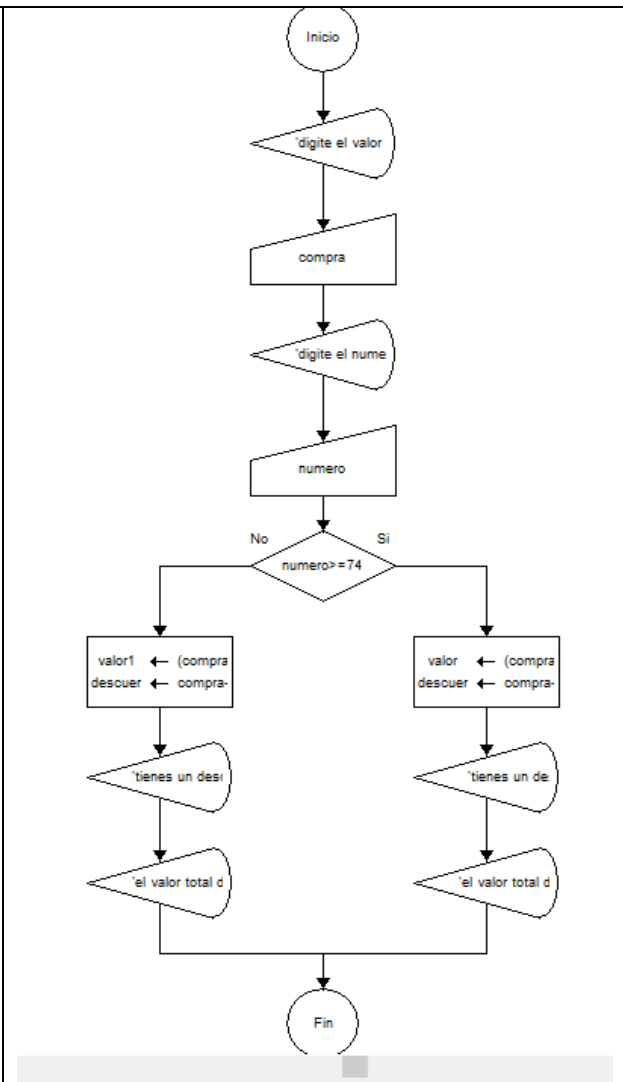 Inicio
'digite el valor
compra
'digite el nume
numero
No
Si
numero>=74
valor1 ← (compra
descuer ← compra-
valor ← (compra
descuer ← compra-
'tienes un des
'tienes un de
'el valor total d
'el valor total d
Fin